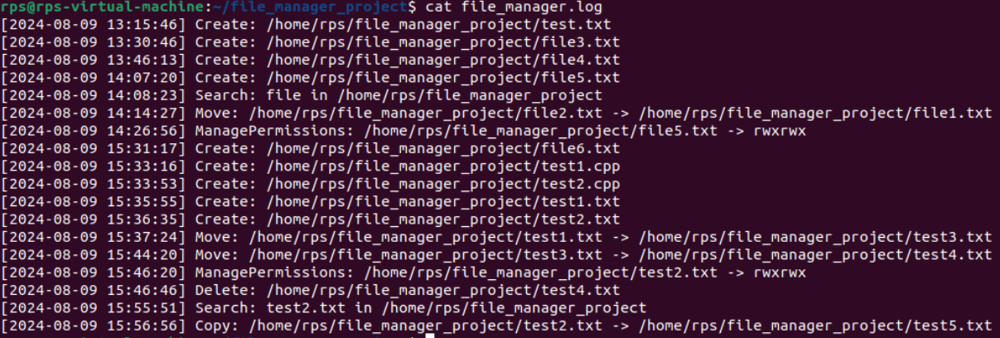 rps@rps-virtual-machine:~/file_manager_project$ cat file_manager.log
[2024-08-09 13:15:46] Create: /home/rps/file_manager_project/test.txt
[2024-08-09 13:30:46] Create: /home/rps/file_manager_project/file3.txt
[2024-08-09 13:46:13] Create: /home/rps/file_manager_project/file4.txt
[2024-08-09 14:07:20] Create: /home/rps/file_manager_project/file5.txt
[2024-08-09 14:08:23] Search: file in /home/rps/file_manager_project
[2024-08-09 14:14:27] Move: /home/rps/file_manager_project/file2.txt -> /home/rps/file_manager_project/file1.txt
[2024-08-09 14:26:56] ManagePermissions: /home/rps/file_manager_project/file5.txt -> rwxrwx
[2024-08-09 15:31:17] Create: /home/rps/file_manager_project/file6.txt
[2024-08-09 15:33:16] Create: /home/rps/file_manager_project/test1.cpp
[2024-08-09 15:33:53] Create: /home/rps/file_manager_project/test2.cpp
[2024-08-09 15:35:55] Create: /home/rps/file_manager_project/test1.txt
[2024-08-09 15:36:35] Create: /home/rps/file_manager_project/test2.txt
[2024-08-09 15:37:24] Move: /home/rps/file_manager_project/test1.txt -> /home/rps/file_manager_project/test3.txt
[2024-08-09 15:44:20] Move: /home/rps/file_manager_project/test3.txt -> /home/rps/file_manager_project/test4.txt
[2024-08-09 15:46:20] ManagePermissions: /home/rps/file_manager_project/test2.txt -> rwxrwx
[2024-08-09 15:46:46] Delete: /home/rps/file_manager_project/test4.txt
[2024-08-09 15:55:51] Search: test2.txt in /home/rps/file_manager_project
[2024-08-09 15:56:56] Copy: /home/rps/file_manager_project/test2.txt -> /home/rps/file_manager_project/test5.txt